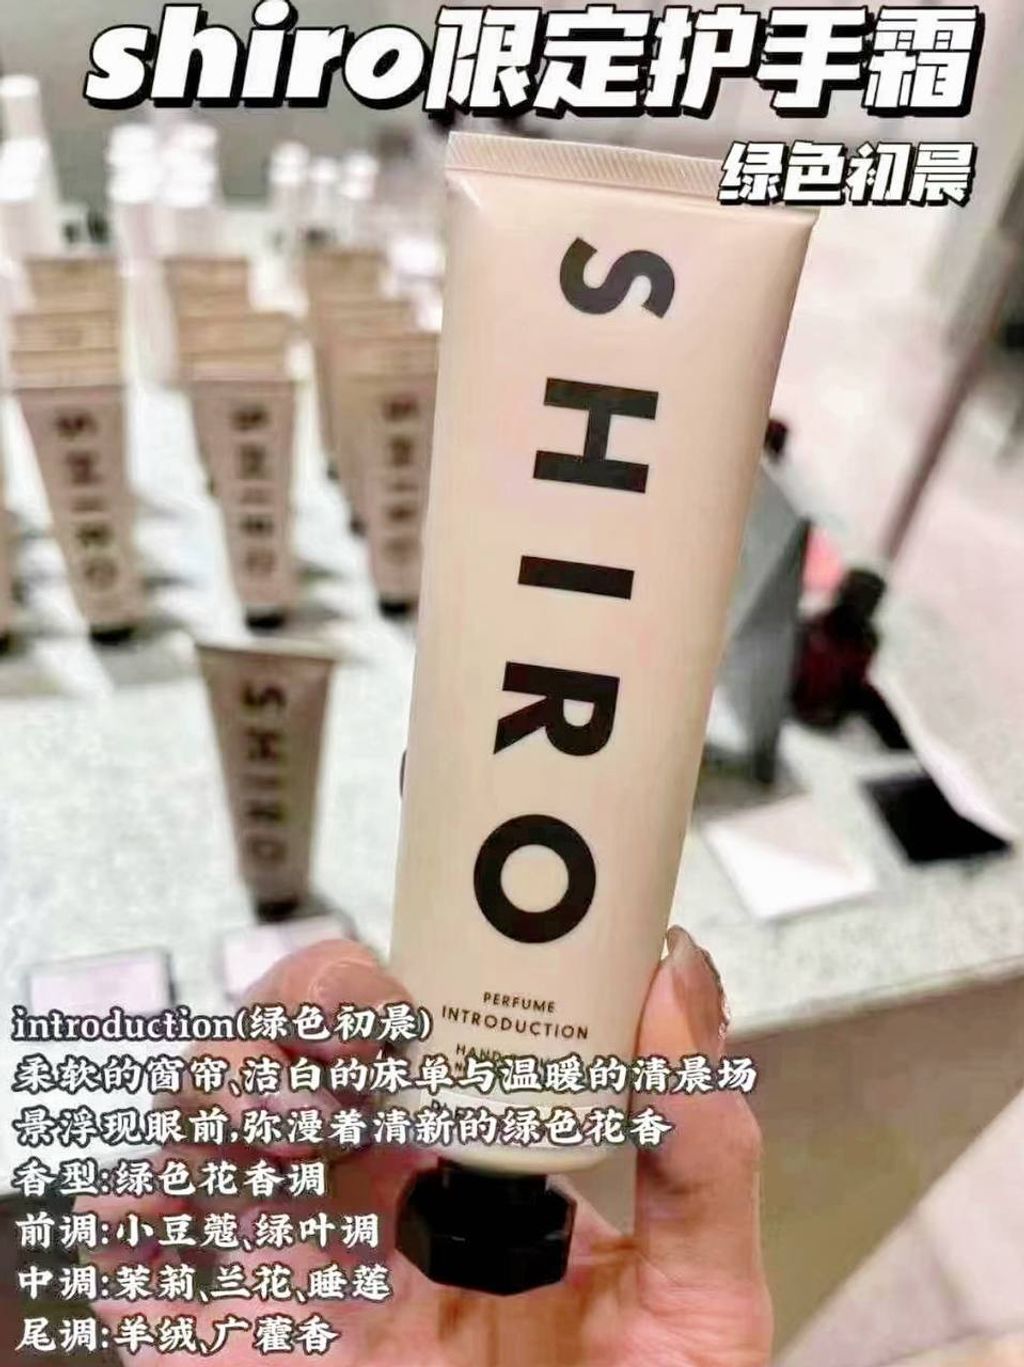 shiro限定护手霜
绿色初晨
SHIRO
SHIRO
SHIRO
SHIRO
SHIRO
PERFUME
INTRODUCTION
introduction(绿色初晨)
柔软的窗帘、洁白的床单与温暖的清晨场
景浮现眼前,弥漫着清新的绿色花香
香型:绿色花香调
前调:小豆蔻、绿叶调
中调:茉莉、兰花、睡莲
尾调:羊绒、广藿香